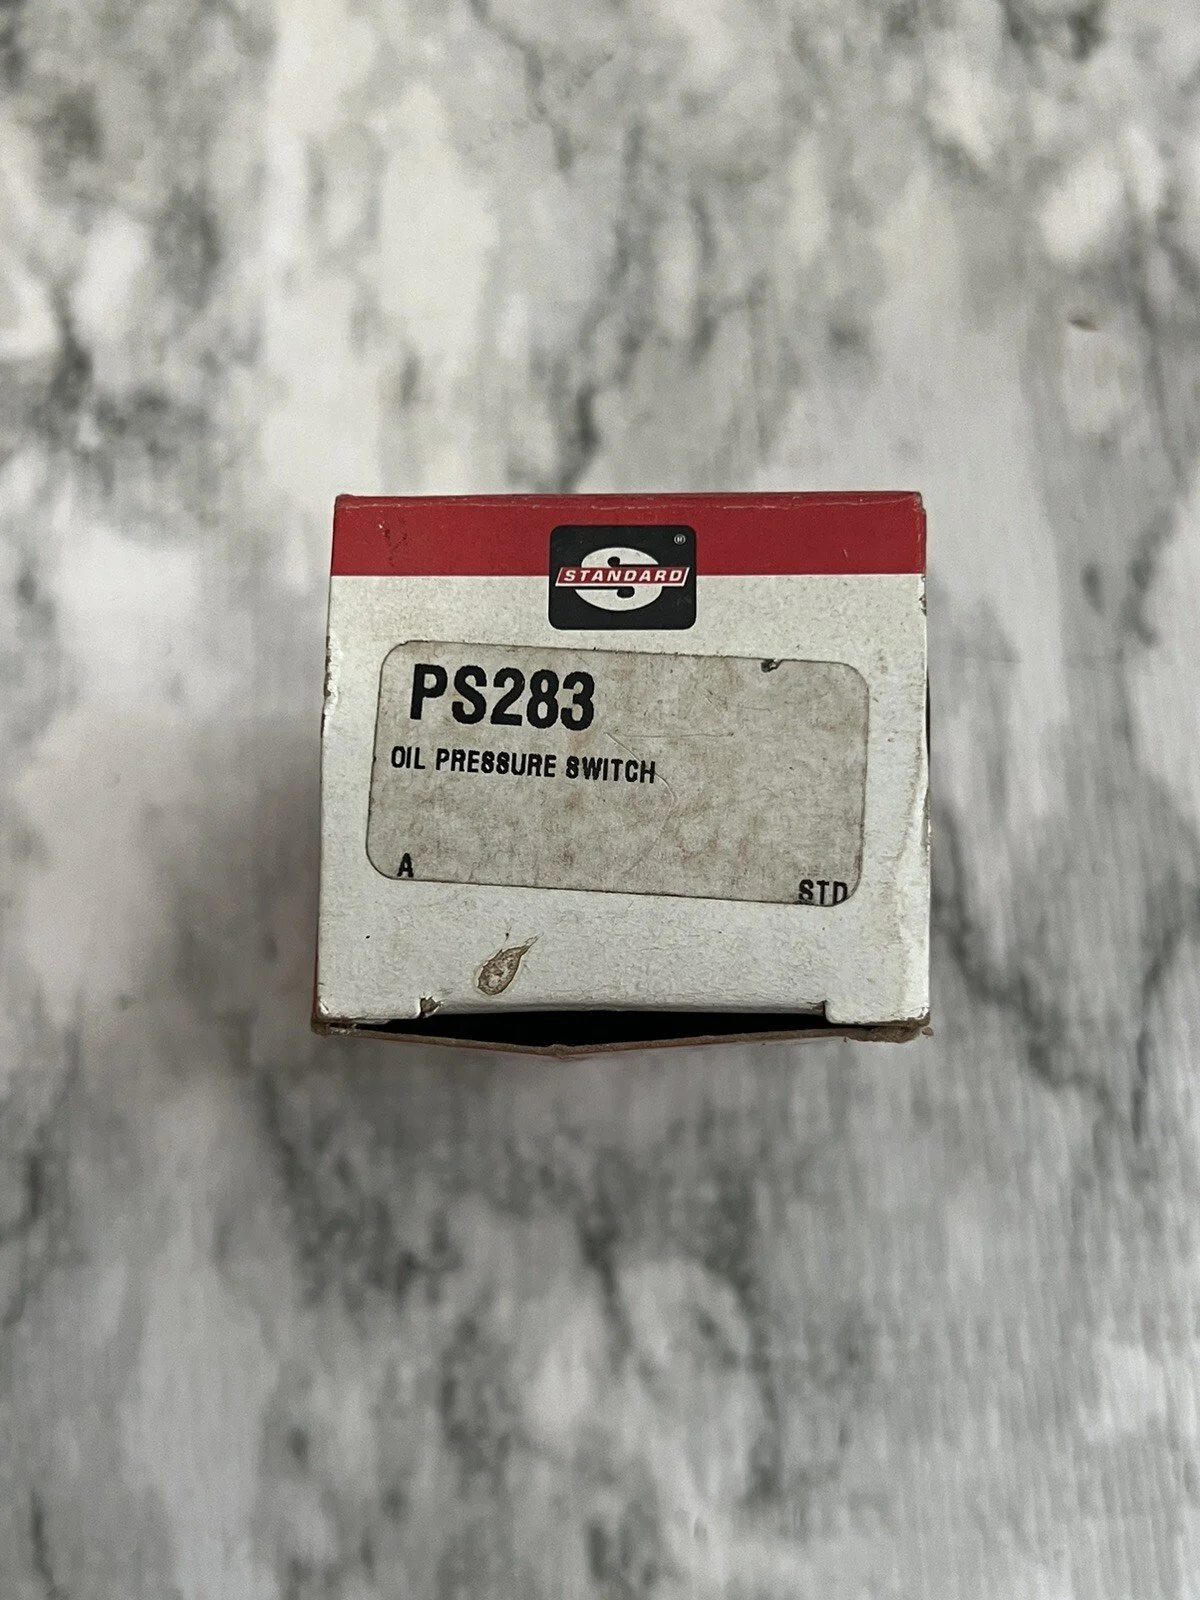 STANDARD ®
PS283
OIL PRESSURE SWITCH
A
STD